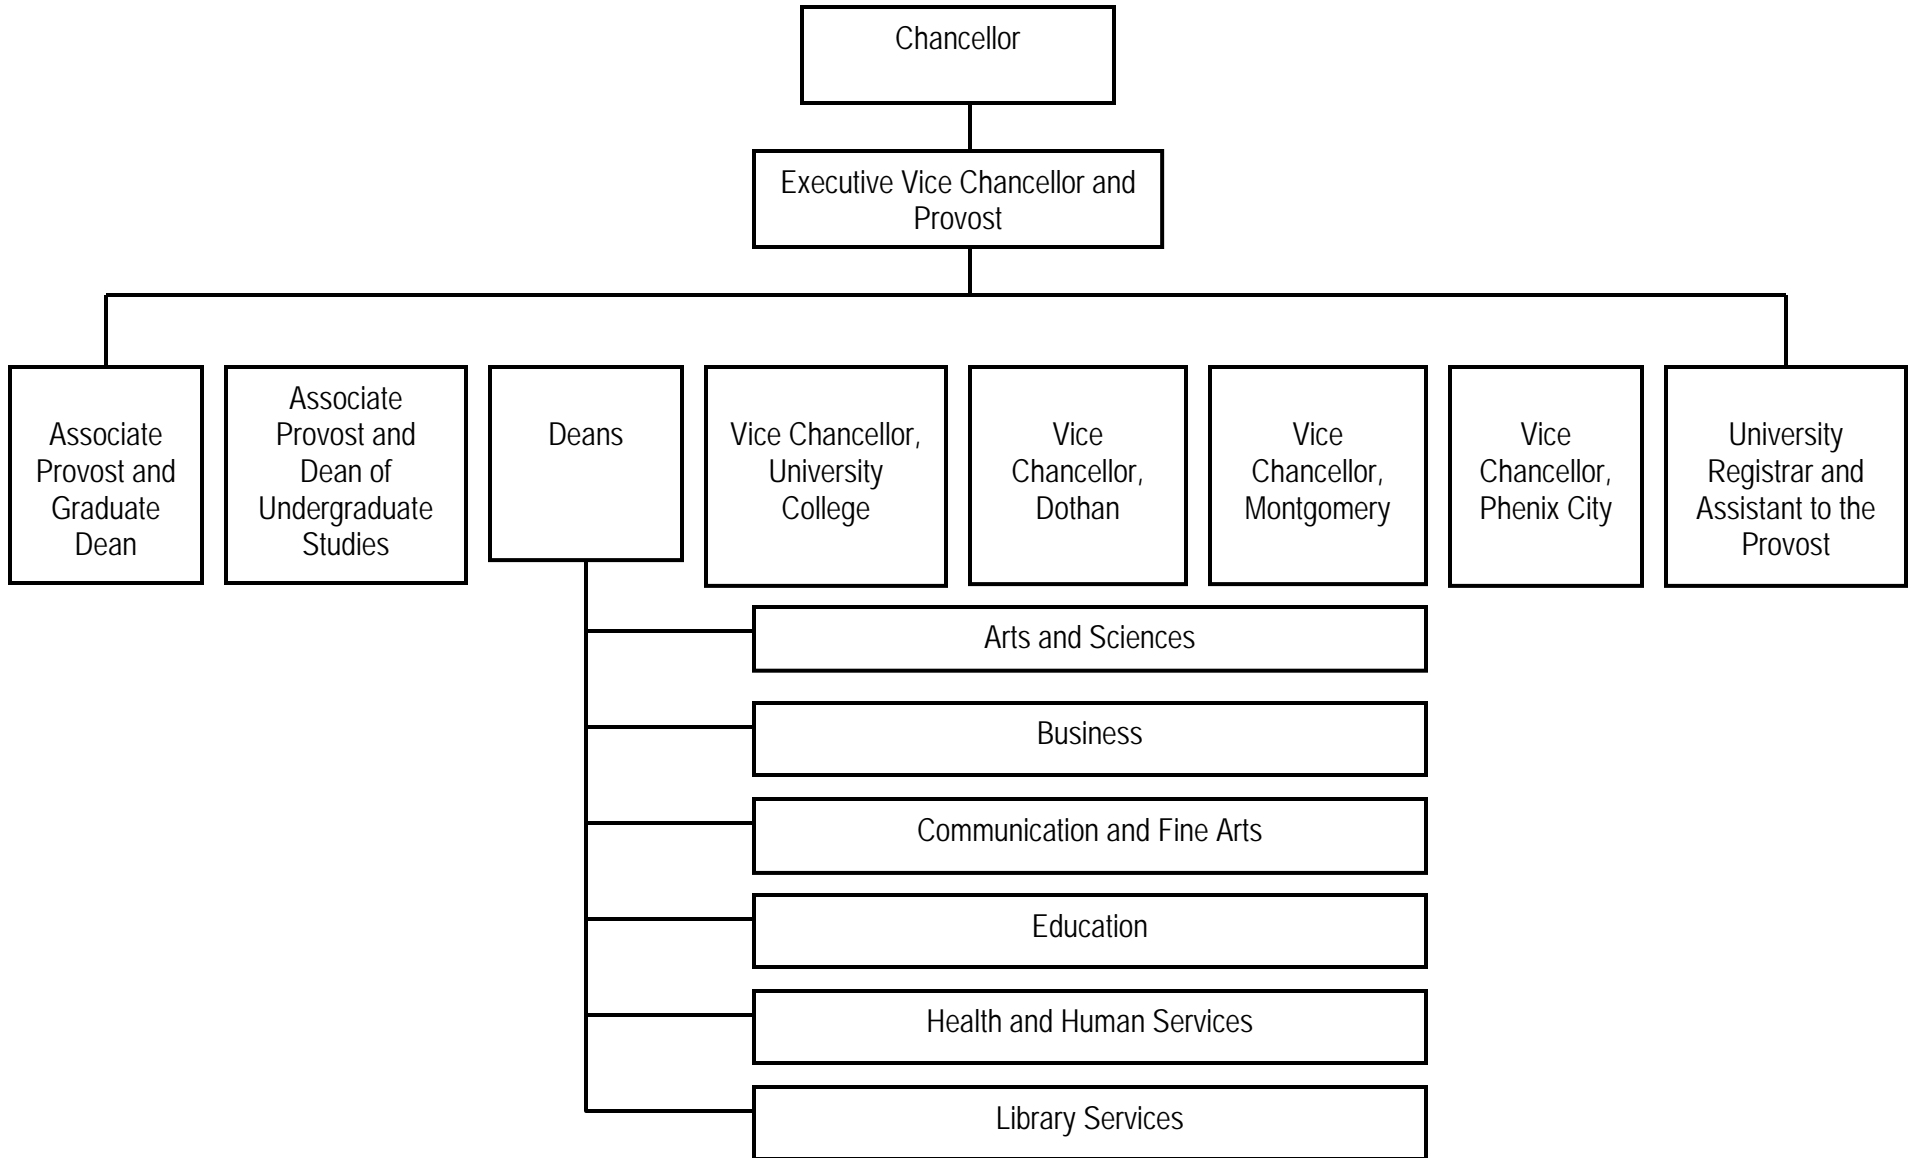 Chancellor
Executive Vice Chancellor and
Provost
Associate
Provost and
Graduate
Dean
Associate
Provost and
Dean of
Undergraduate
Studies
Deans
Vice Chancellor,
University
College
Vice
Chancellor,
Dothan
Vice
Chancellor,
Montgomery
Vice
Chancellor,
Phenix City
University
Registrar and
Assistant to the
Provost
Arts and Sciences
Business
Communication and Fine Arts
Education
Health and Human Services
Library Services